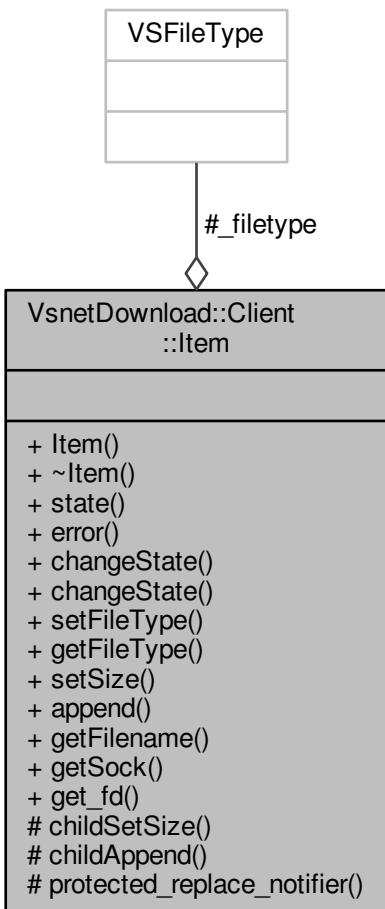 VSFileType
#_filetype
VsnetDownload::Client
::Item
+ Item()
+ ~Item()
+ state()
+ error()
+ changeState()
+ changeState()
+ setFileType()
+ getFileType()
+ setSize()
+ append()
+ getFilename()
+ getSock()
+ get_fd()
# childSetSize()
# childAppend()
# protected_replace_notifier()